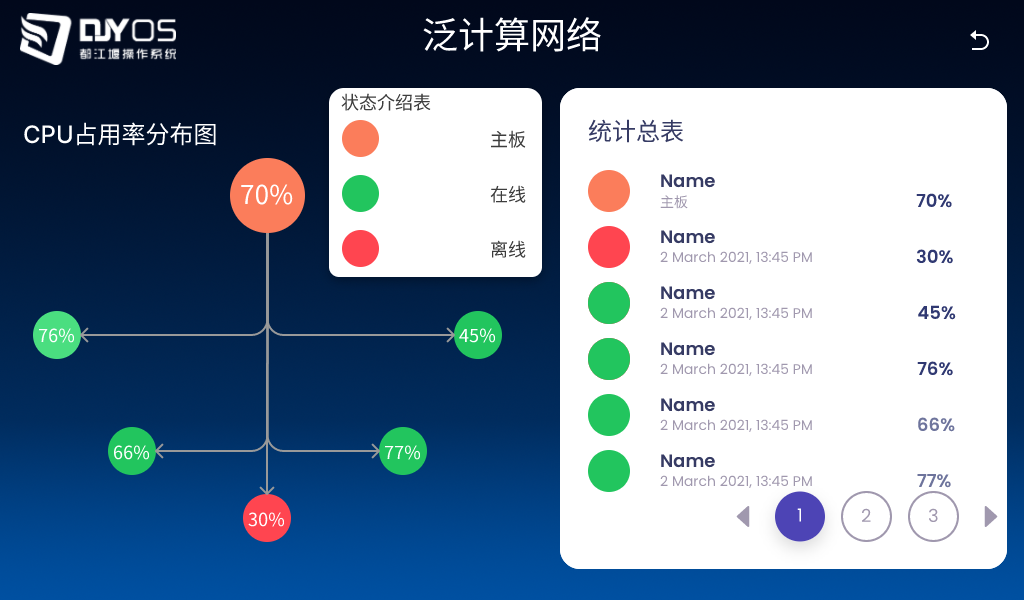 DJYOS
都江堰操作系统
泛计算网络
CPU占用率分布图
70%
76%
45%
66%
77%
30%
状态介绍表
主板
在线
离线
统计总表
Name
主板
70%
Name
2 March 2021, 13:45 PM
30%
Name
2 March 2021, 13:45 PM
45%
Name
2 March 2021, 13:45 PM
76%
Name
2 March 2021, 13:45 PM
66%
Name
2 March 2021, 13:45 PM
77%
1
2
3